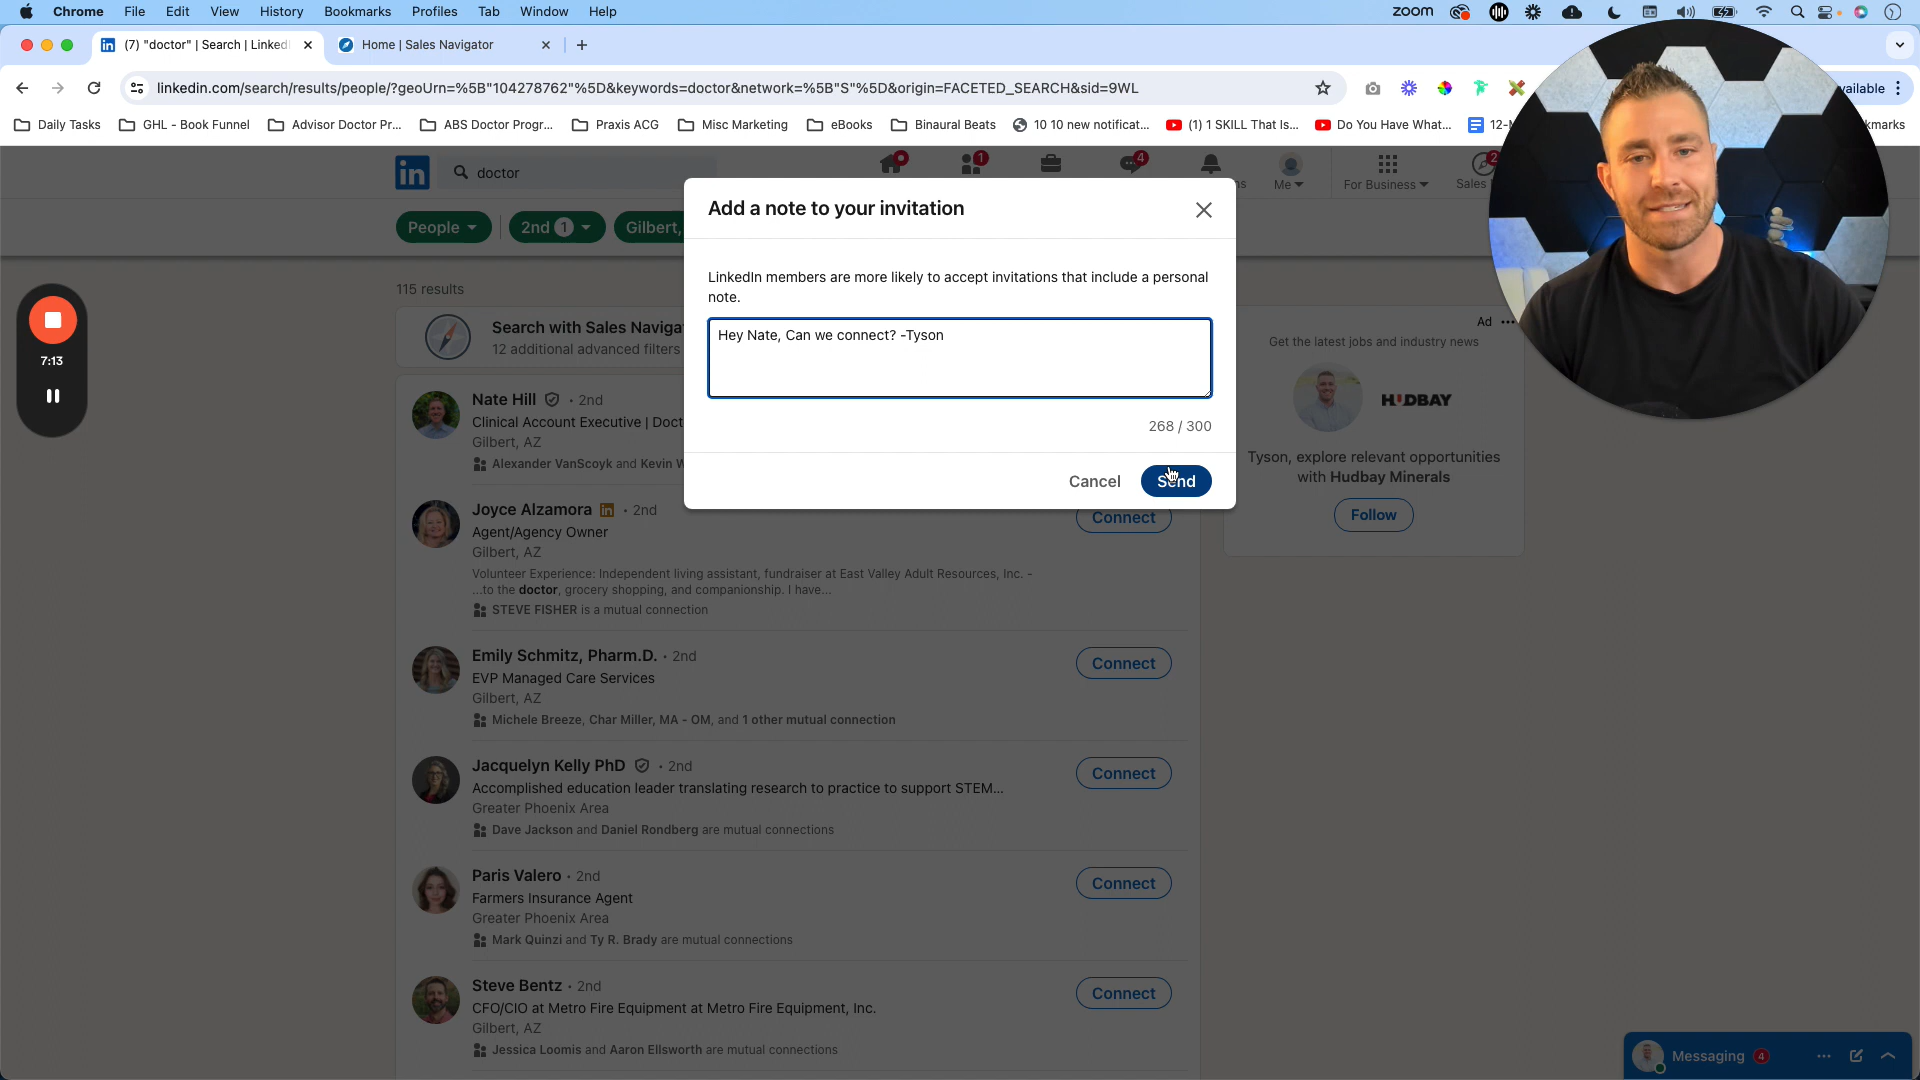 Chrome File Edit View History Bookmarks Profiles Tab Window Help
zoom
(7) "doctor" | Search | LinkedI
Home | Sales Navigator
linkedin.com/search/results/people/?geoUrn=%5B"104278762"%5D&keywords=doctor&network=%5B"S"%5D&origin=FACETED_SEARCH&sid=9WL
vailable
Daily Tasks
GHL - Book Funnel
Advisor Doctor Pr...
ABS Doctor Progr...
Praxis ACG
Misc Marketing
eBooks
Binaural Beats
10 10 new notificat...
(1) 1 SKILL That Is...
Do You Have What...
kmarks
in
doctor
1
4
Me
For Business
2
Sales
People
2nd 1
Gilbert,
115 results
Search with Sales Naviga
12 additional advanced filters
Nate Hill • 2nd
Clinical Account Executive | Doct
Gilbert, AZ
Alexander VanScoyk and Kevin W
Add a note to your invitation
LinkedIn members are more likely to accept invitations that include a personal
note.
Hey Nate, Can we connect? -Tyson
268 / 300
Cancel
Send
7:13
Joyce Alzamora in • 2nd
Agent/Agency Owner
Gilbert, AZ
Volunteer Experience: Independent living assistant, fundraiser at East Valley Adult Resources, Inc. -
...to the doctor, grocery shopping, and companionship. I have...
STEVE FISHER is a mutual connection
Connect
Emily Schmitz, Pharm.D. • 2nd
EVP Managed Care Services
Gilbert, AZ
Michele Breeze, Char Miller, MA - OM, and 1 other mutual connection
Connect
Jacquelyn Kelly PhD • 2nd
Accomplished education leader translating research to practice to support STEM...
Greater Phoenix Area
Dave Jackson and Daniel Rondberg are mutual connections
Connect
Paris Valero • 2nd
Farmers Insurance Agent
Greater Phoenix Area
Mark Quinzi and Ty R. Brady are mutual connections
Connect
Steve Bentz • 2nd
CFO/CIO at Metro Fire Equipment at Metro Fire Equipment, Inc.
Gilbert, AZ
Jessica Loomis and Aaron Ellsworth are mutual connections
Connect
Ad •••
Get the latest jobs and industry news
HUDBAY
Tyson, explore relevant opportunities
with Hudbay Minerals
Follow
Messaging 4